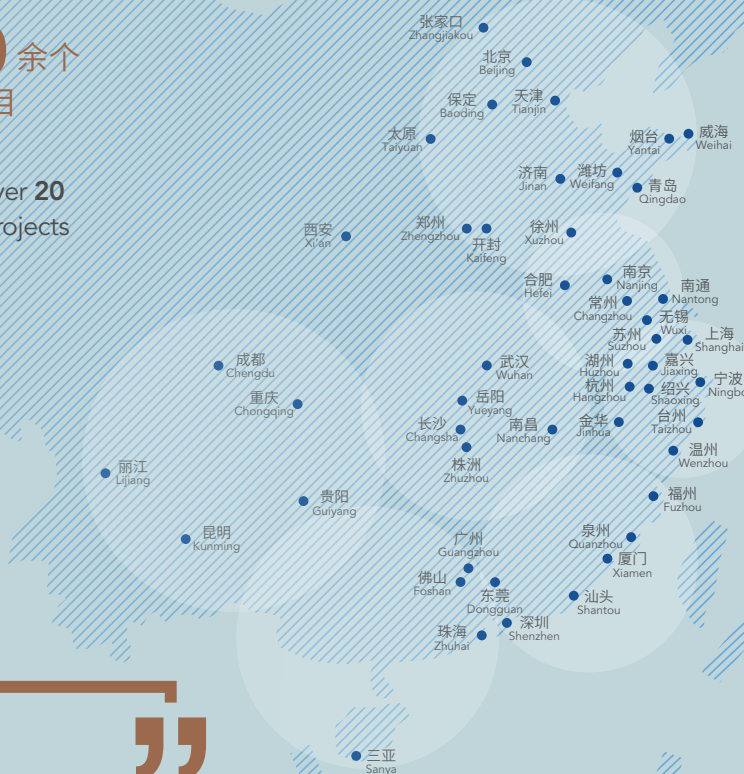 余个
目
ver 20
rojects
张家口
Zhangjiakou
北京
Beijing
保定
Baoding
天津
Tianjin
太原
Taiyuan
烟台
Yantai
威海
Weihai
济南
Jinan
潍坊
Weifang
青岛
Qingdao
西安
Xi'an
郑州
Zhengzhou
开封
Kaifeng
徐州
Xuzhou
合肥
Hefei
南京
Nanjing
南通
Nantong
常州
Changzhou
无锡
Wuxi
苏州
Suzhou
上海
Shanghai
成都
Chengdu
重庆
Chongqing
武汉
Wuhan
湖州
Huzhou
嘉兴
Jiaxing
杭州
Hangzhou
绍兴
Shaoxing
宁波
Ningbo
岳阳
Yueyang
长沙
Changsha
南昌
Nanchang
金华
Jinhua
台州
Taizhou
株洲
Zhuzhou
温州
Wenzhou
丽江
Lijiang
贵阳
Guiyang
福州
Fuzhou
昆明
Kunming
泉州
Quanzhou
广州
Guangzhou
厦门
Xiamen
佛山
Foshan
东莞
Dongguan
汕头
Shantou
珠海
Zhuhai
深圳
Shenzhen
三亚
Sanya
”